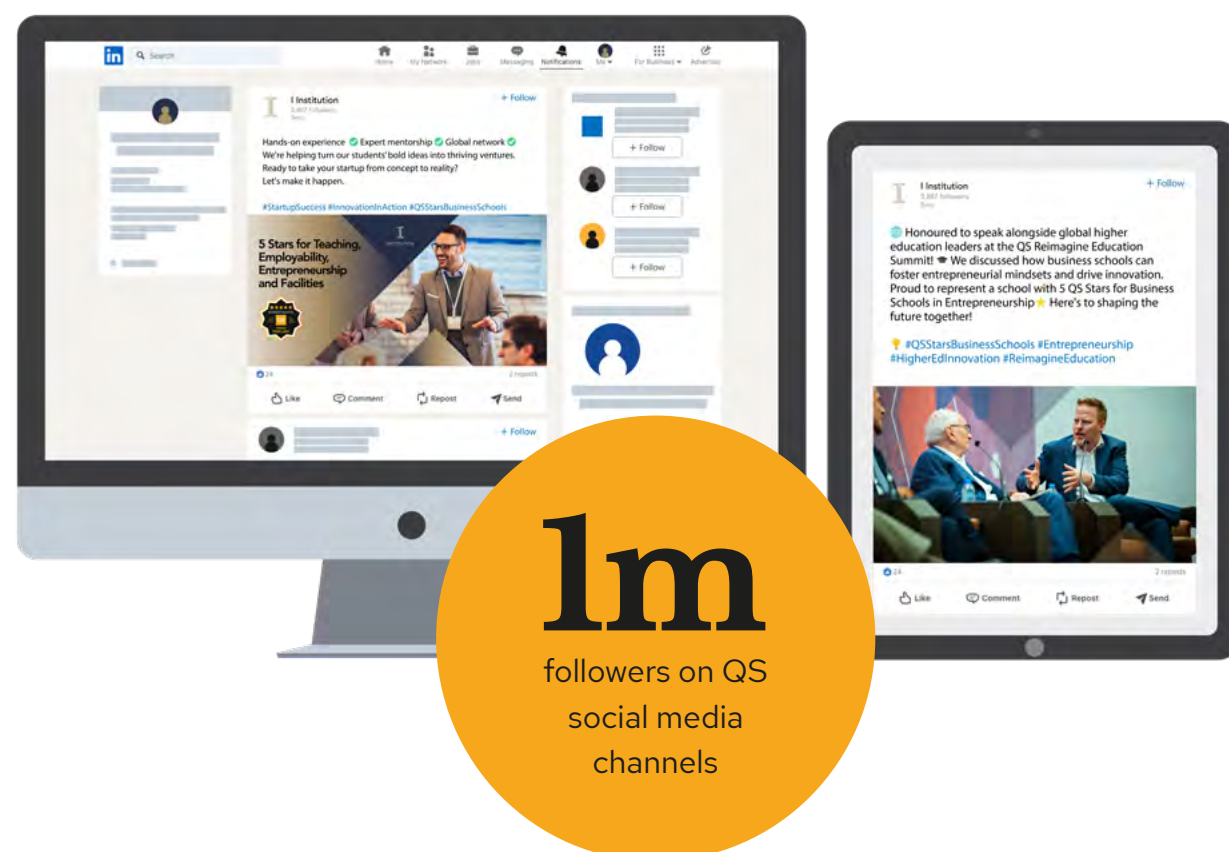 Search
Home
My Network
Jobs
Messaging
Notifications
Me
For Business
Advertise
I Institution
+ Follow
Hands-on experience ✅ Expert mentorship ✅ Global network ✅
We're helping turn our students' bold ideas into thriving ventures.
Ready to take your startup from concept to reality?
Let's make it happen.
#StartupSuccess #InnovationInAction #QSStarsBusinessSchools
I
INSTITUTION
5 Stars for Teaching,
Employability,
Entrepreneurship
and Facilities
24
2 reposts
Like
Comment
Repost
Send
+ Follow
+ Follow
+ Follow
+ Follow
I Institution
+ Follow
3,887 followers
🌐 Honoured to speak alongside global higher
education leaders at the QS Reimagine Education
Summit! 🎓 We discussed how business schools can
foster entrepreneurial mindsets and drive innovation.
Proud to represent a school with 5 QS Stars for Business
Schools in Entrepreneurship⭐ Here's to shaping the
future together!
💡 #QSStarsBusinessSchools #Entrepreneurship
#HigherEdInnovation #ReimagineEducation
24
2 reposts
Like
Comment
Repost
Send
1m
followers on QS
social media
channels